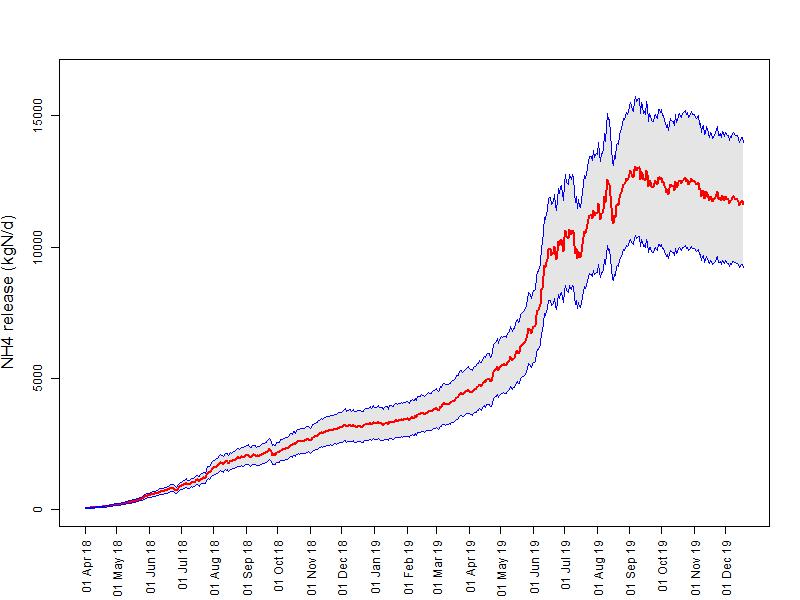 NH4 release (kgN/d)
15000
10000
5000
0
01 Apr 18
01 May 18
01 Jun 18
01 Jul 18
01 Aug 18
01 Sep 18
01 Oct 18
01 Nov 18
01 Dec 18
01 Jan 19
01 Feb 19
01 Mar 19
01 Apr 19
01 May 19
01 Jun 19
01 Jul 19
01 Aug 19
01 Sep 19
01 Oct 19
01 Nov 19
01 Dec 19